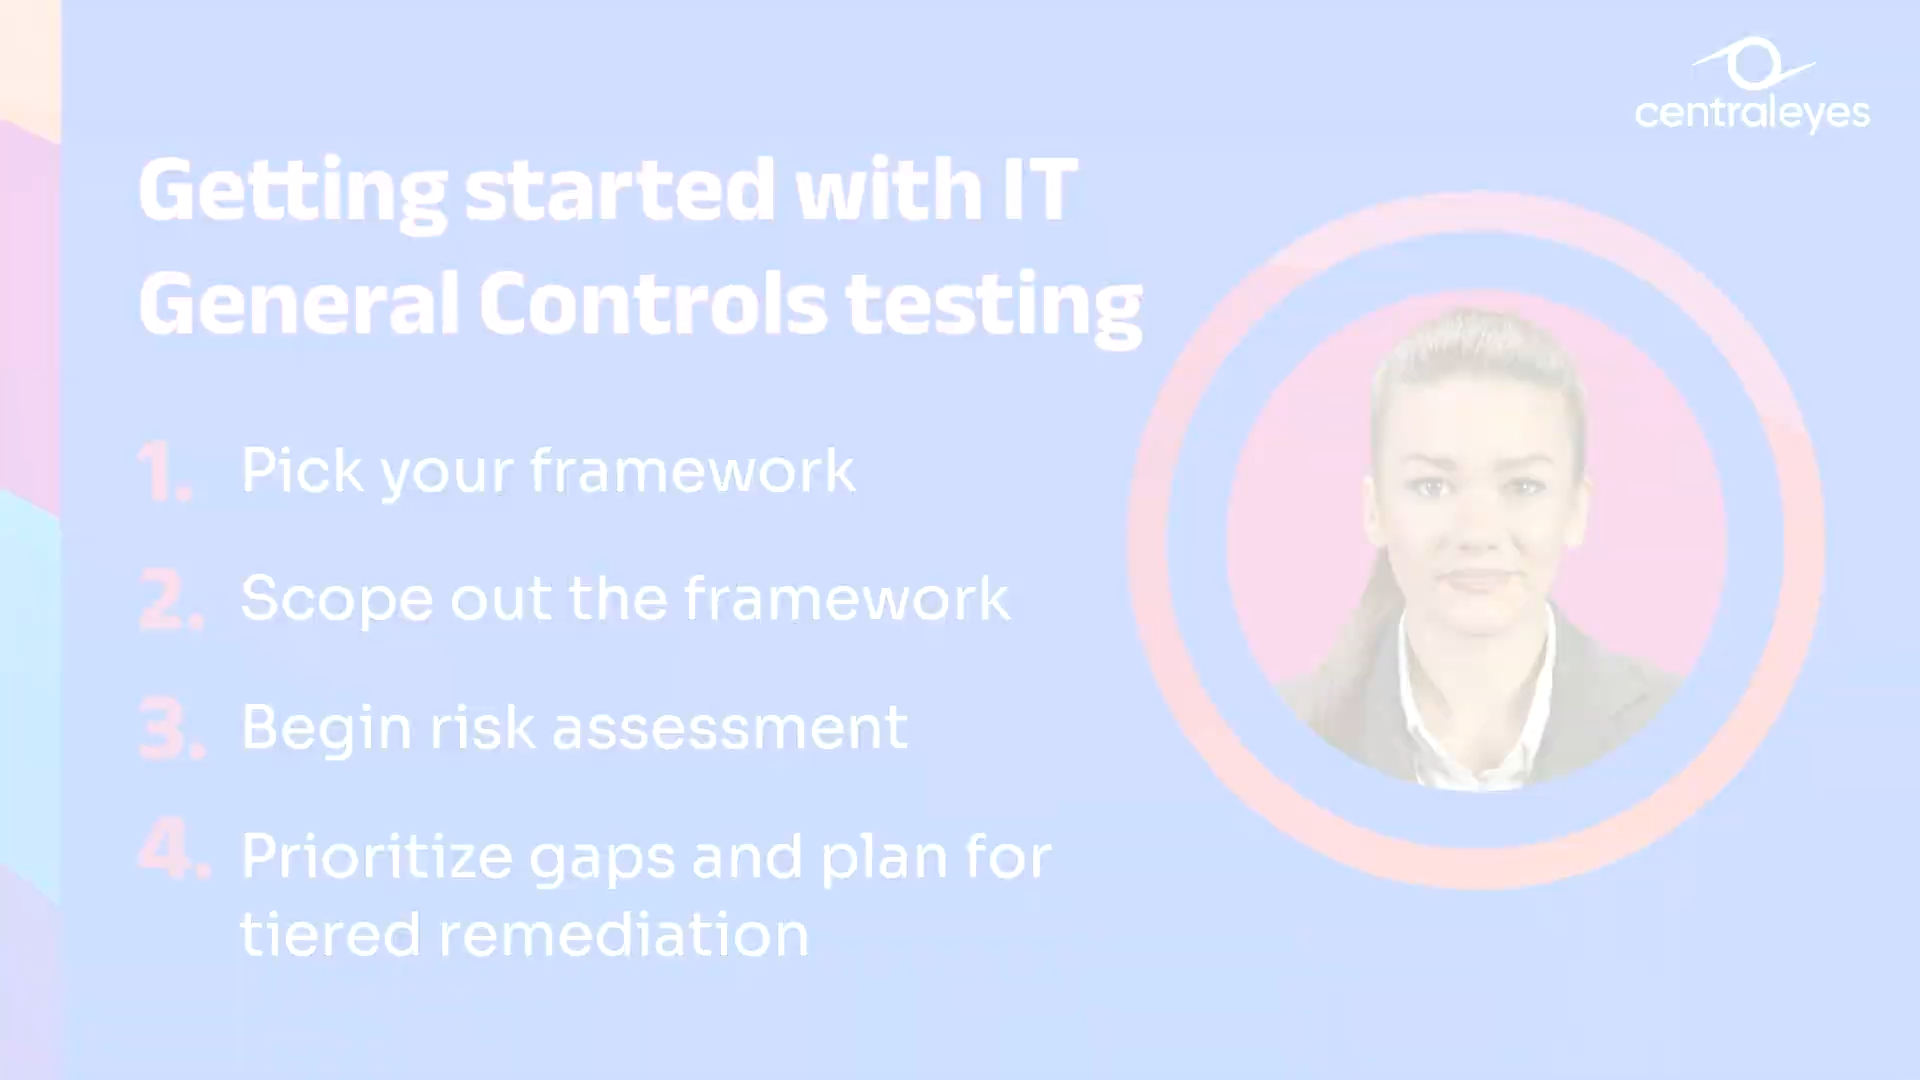 centraleyes
Getting started with IT
General Controls testing
1. Pick your framework
2. Scope out the framework
3. Begin risk assessment
4. Prioritize gaps and plan for
tiered remediation